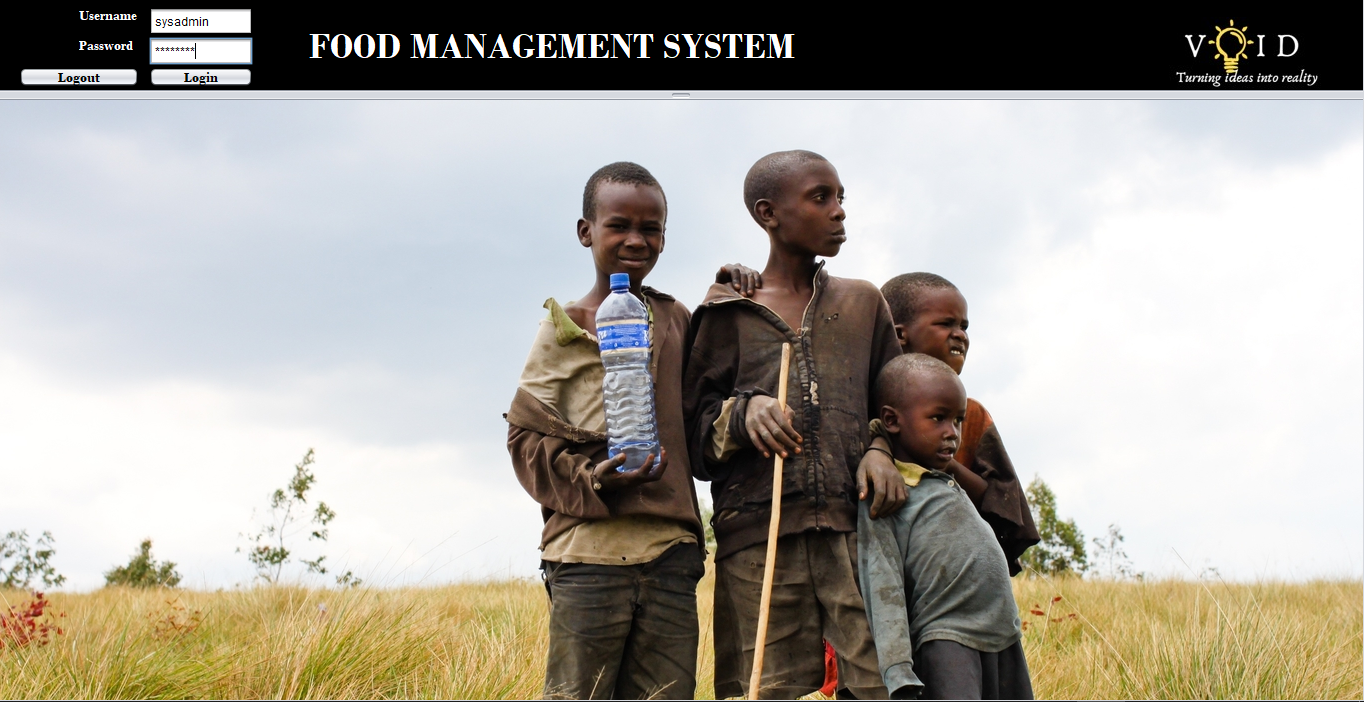 Username
sysadmin
Password
********
Logout
Login
FOOD MANAGEMENT SYSTEM
VOID
Turning ideas into reality